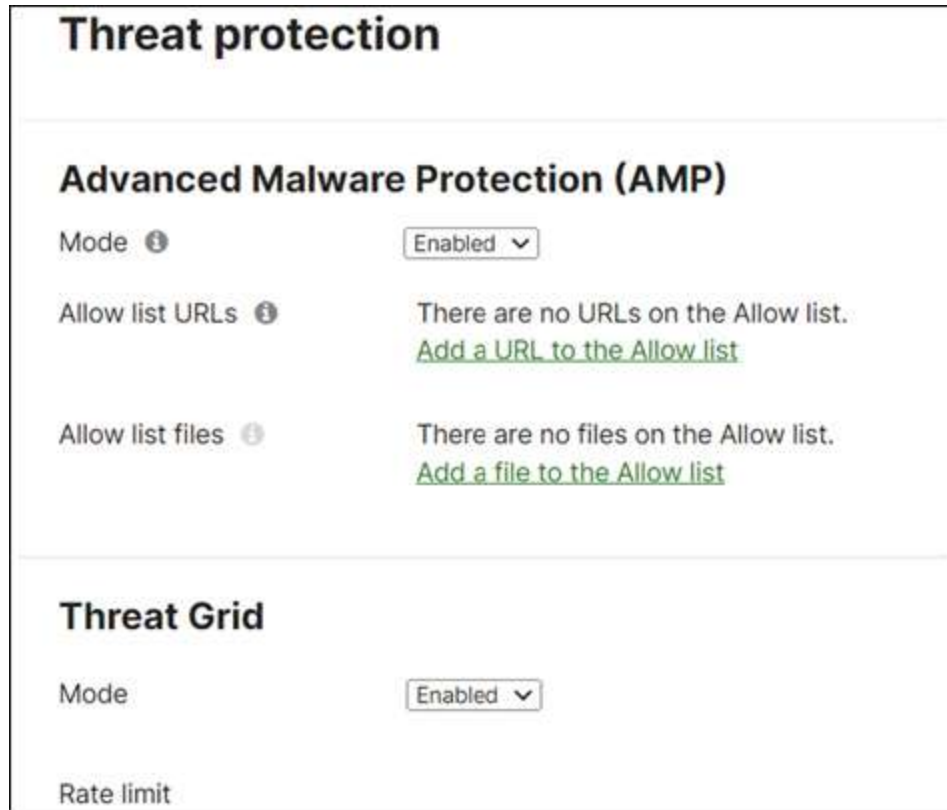 Threat protection
Advanced Malware Protection (AMP)
Mode
Enabled
Allow list URLs
There are no URLs on the Allow list.
Add a URL to the Allow list
Allow list files
There are no files on the Allow list.
Add a file to the Allow list
Threat Grid
Mode
Enabled
Rate limit